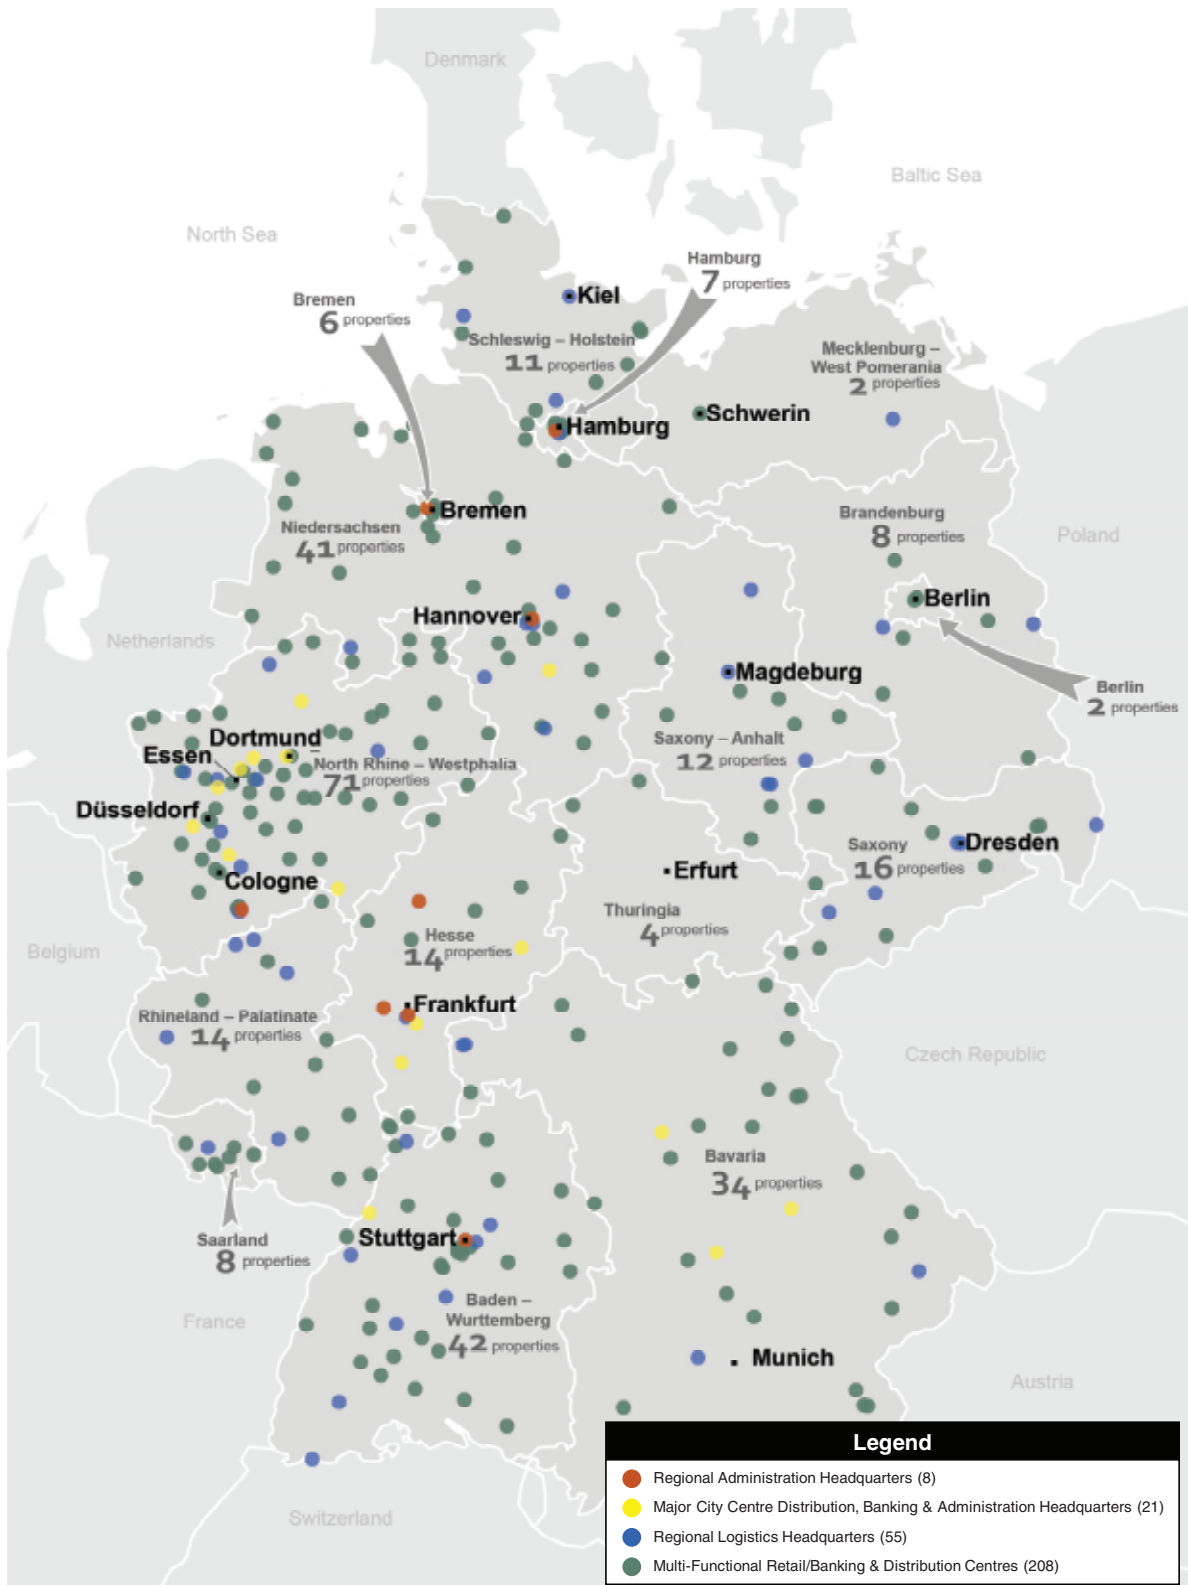 Denmark
Baltic Sea
North Sea
Hamburg
7 properties
Bremen
6 properties
Kiel
Schleswig – Holstein
11 properties
Mecklenburg –
West Pomerania
2 properties
Schwerin
Hamburg
Bremen
Niedersachsen
41 properties
Brandenburg
8 properties
Poland
Berlin
Hannover
Netherlands
Magdeburg
Berlin
2 properties
Dortmund
Essen
North Rhine – Westphalia
71 properties
Saxony – Anhalt
12 properties
Düsseldorf
Dresden
Saxony
16 properties
Erfurt
Cologne
Thuringia
4 properties
Hesse
14 properties
Belgium
Frankfurt
Rhineland – Palatinate
14 properties
Czech Republic
Bavaria
34 properties
Stuttgart
Saarland
8 properties
Baden –
Wurttemberg
42 properties
France
Munich
Austria
Switzerland
Legend
Regional Administration Headquarters (8)
Major City Centre Distribution, Banking & Administration Headquarters (21)
Regional Logistics Headquarters (55)
Multi-Functional Retail/Banking & Distribution Centres (208)